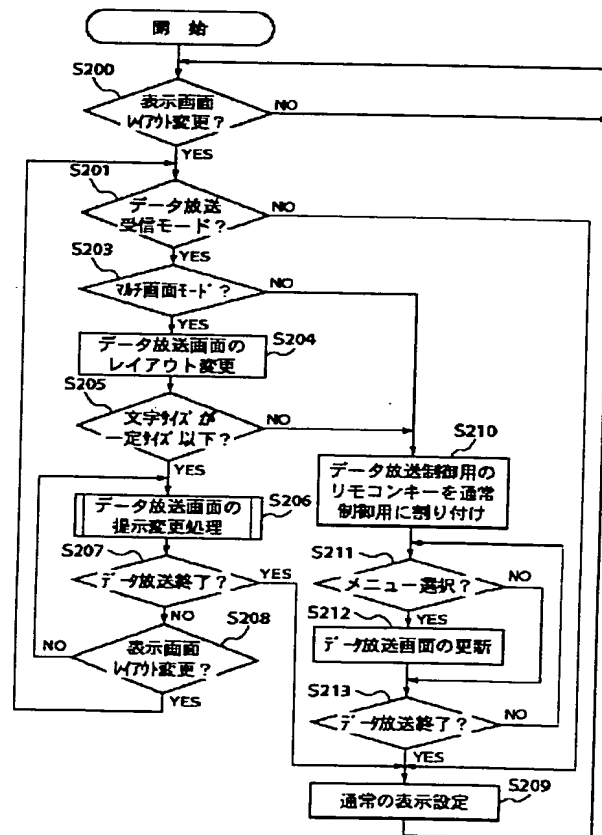 開 始
S200
表示画面
レイアウト変更？
NO
YES
S201
データ放送
受信モード？
NO
YES
S203
マルチ画面モード？
NO
YES
データ放送画面の
レイアウト変更
S204
S205
文字サイズが
一定サイズ以下？
NO
YES
データ放送画面の
提示変更処理
S206
S207
データ放送終了？
YES
NO
S208
表示画面
レイアウト変更？
NO
YES
S210
データ放送制御用の
リモコンキーを通常
制御用に割り付け
S211
メニュー選択？
NO
YES
S212
データ放送画面の更新
S213
データ放送終了？
NO
YES
S209
通常の表示設定